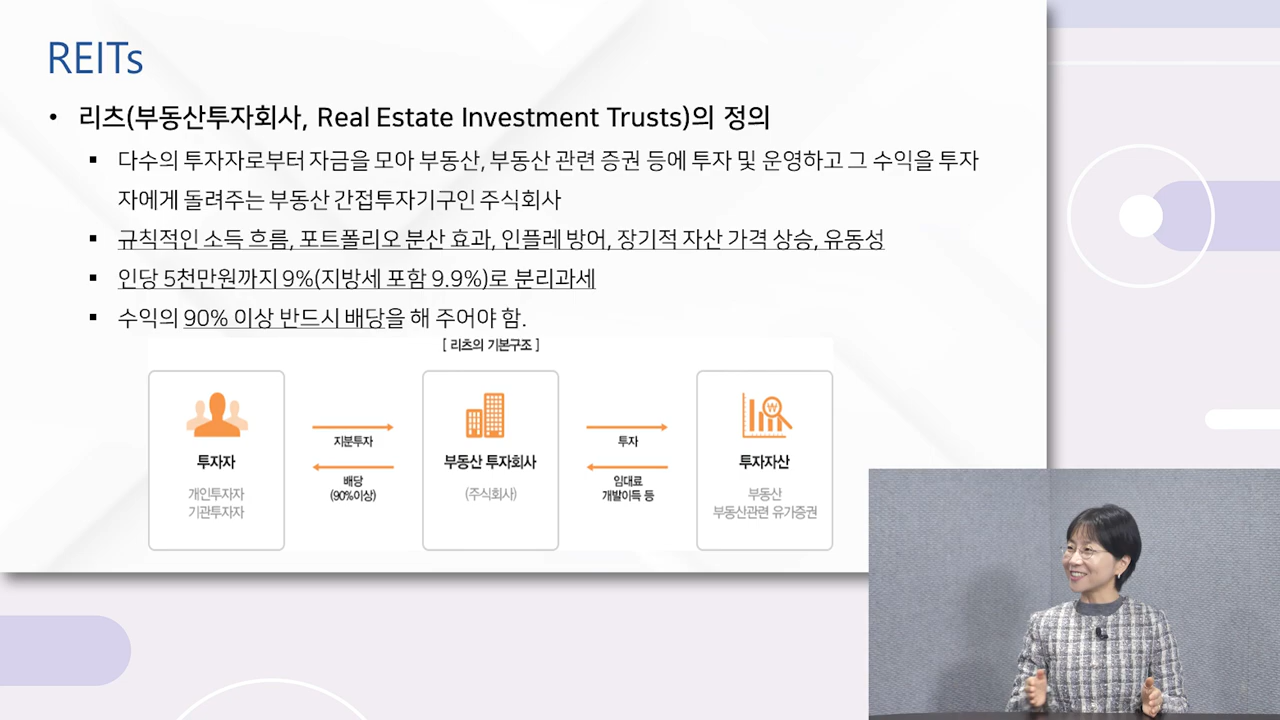 REITs
• 리츠(부동산투자회사, Real Estate Investment Trusts)의 정의
▪ 다수의 투자자로부터 자금을 모아 부동산, 부동산 관련 증권 등에 투자 및 운영하고 그 수익을 투자
자에게 돌려주는 부동산 간접투자기구인 주식회사
▪ 규칙적인 소득 흐름, 포트폴리오 분산 효과, 인플레 방어, 장기적 자산 가격 상승, 유동성
▪ 인당 5천만원까지 9%(지방세 포함 9.9%)로 분리과세
▪ 수익의 90% 이상 반드시 배당을 해 주어야 함.
[ 리츠의 기본구조 ]
투자자
개인투자자
기관투자자
지분투자
배당
(90%이상)
부동산 투자회사
(주식회사)
투자
임대료
개발이득 등
투자자산
부동산
부동산관련 유가증권